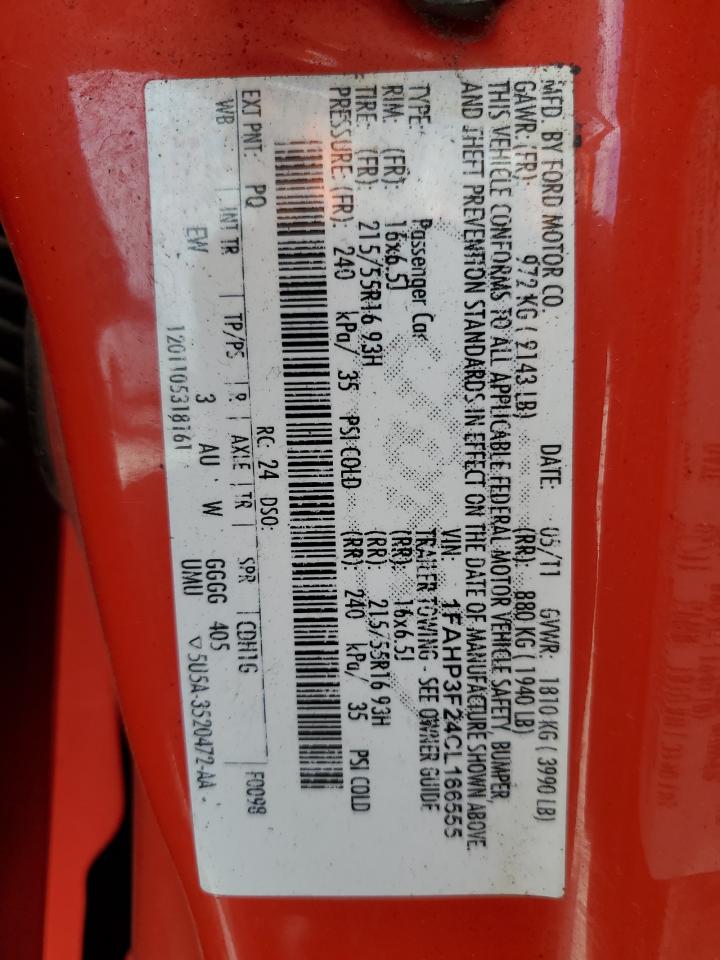 MFD. BY FORD MOTOR CO. DATE: 05/11 GVWR: 1810 KG ( 3990 LB)
GAWR: (FR): 972 KG ( 2143 LB) (RR): 880 KG ( 1940 LB)
THIS VEHICLE CONFORMS TO ALL APPLICABLE FEDERAL MOTOR VEHICLE SAFETY, BUMPER,
AND THEFT PREVENTION STANDARDS IN EFFECT ON THE DATE OF MANUFACTURE SHOWN ABOVE.
VIN: 1FAHP3F24CL166555
TYPE: Passenger Car TRAILER TOWING - SEE OWNER GUIDE
RIM: (FR): 16x6.5J (RR): 16x6.5J
TIRE: (FR): 215/55R16 93H (RR): 215/55R16 93H
PRESSURE: (FR): 240 kPa/ 35 PSI COLD (RR): 240 kPa/ 35 PSI COLD
RC: 24 DSO: F0098
EXT PNT: PQ
WB INT TR TP/PS R AXLE TR SPR CDH1G
EW 3 AU W GGGG 405
1201105318161 UMU ▽5U5A-3520472-AA